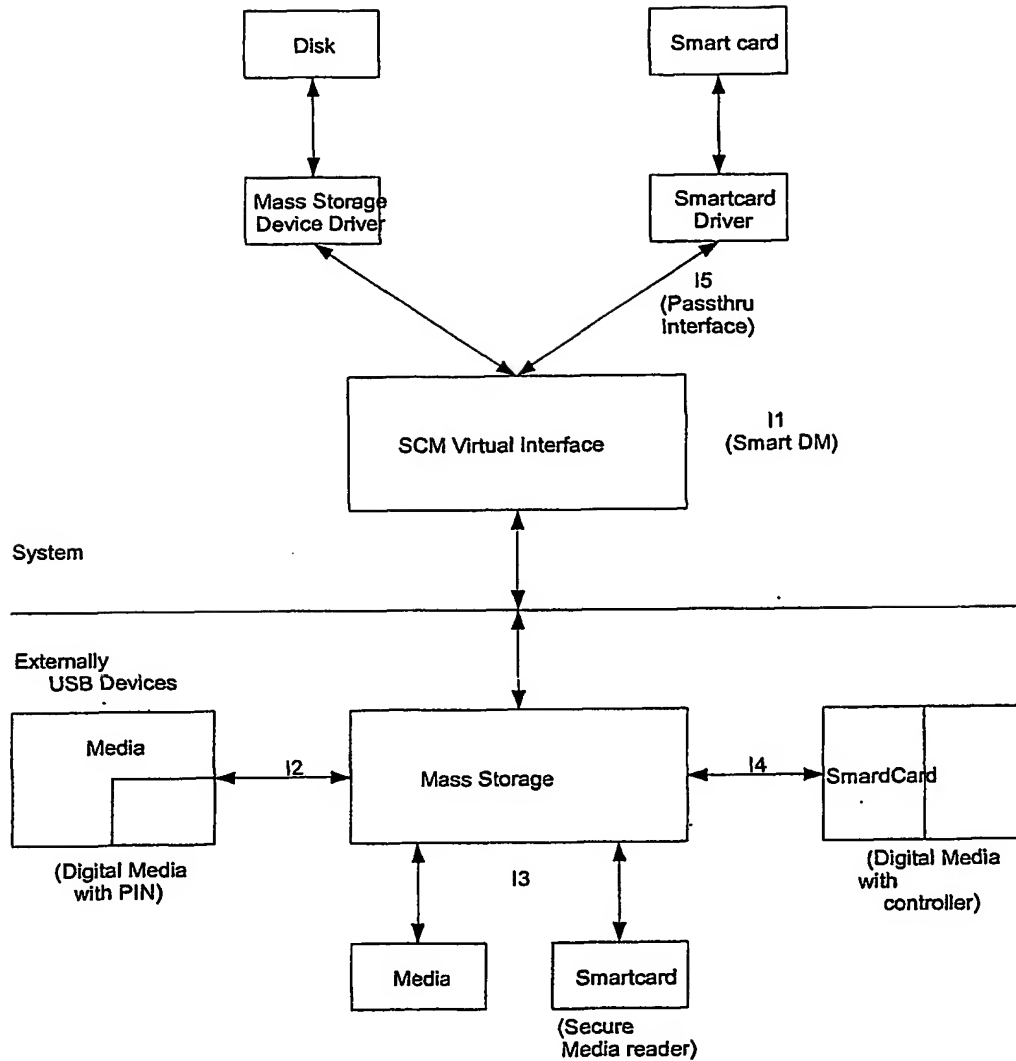 Disk
Smart card
Mass Storage
Device Driver
Smartcard
Driver
I5
(Passthru
Interface)
SCM Virtual Interface
I1
(Smart DM)
System
Externally
USB Devices
Media
I2
Mass Storage
I4
SmardCard
(Digital Media
with PIN)
I3
(Digital Media
with
controller)
Media
Smartcard
(Secure
Media reader)